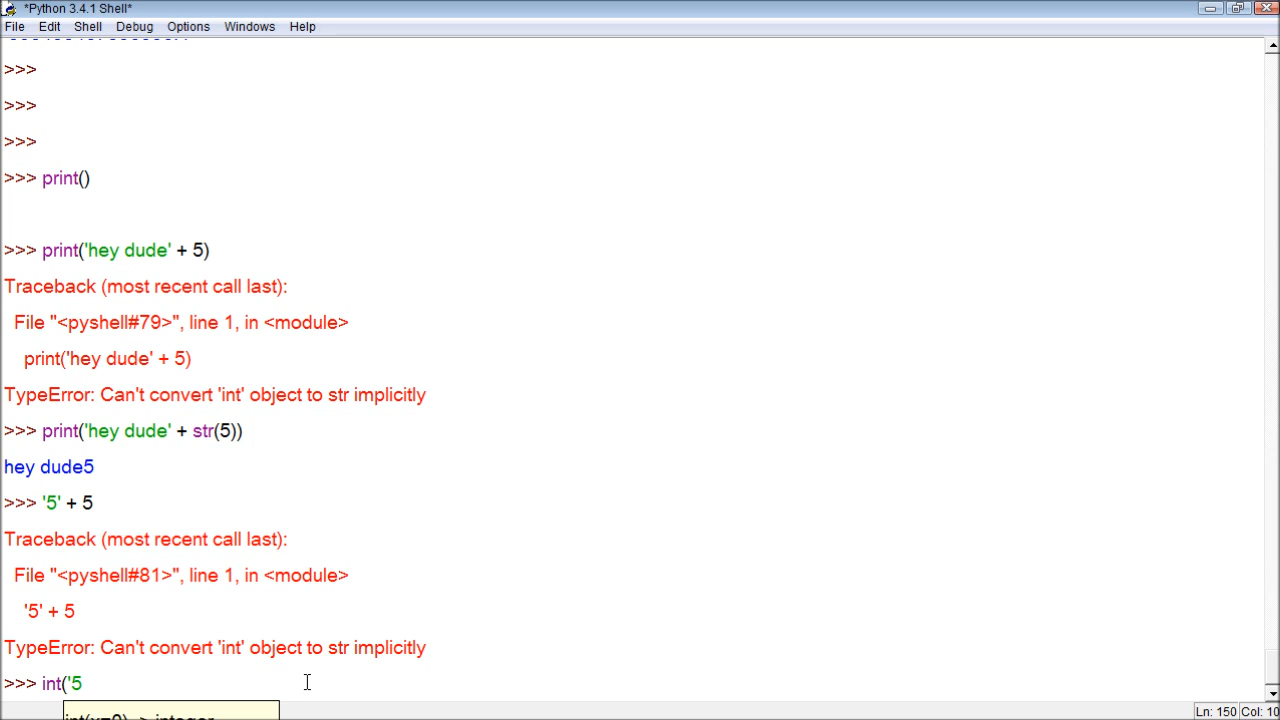 *Python 3.4.1 Shell*
File Edit Shell Debug Options Windows Help
>>>
>>>
>>>
>>> print()
>>> print('hey dude' + 5)
Traceback (most recent call last):
File "<pyshell#79>", line 1, in <module>
print('hey dude' + 5)
TypeError: Can't convert 'int' object to str implicitly
>>> print('hey dude' + str(5))
hey dude5
>>> '5' + 5
Traceback (most recent call last):
File "<pyshell#81>", line 1, in <module>
'5' + 5
TypeError: Can't convert 'int' object to str implicitly
>>> int('5
int(x=0) -> integer
Ln: 150 Col: 10